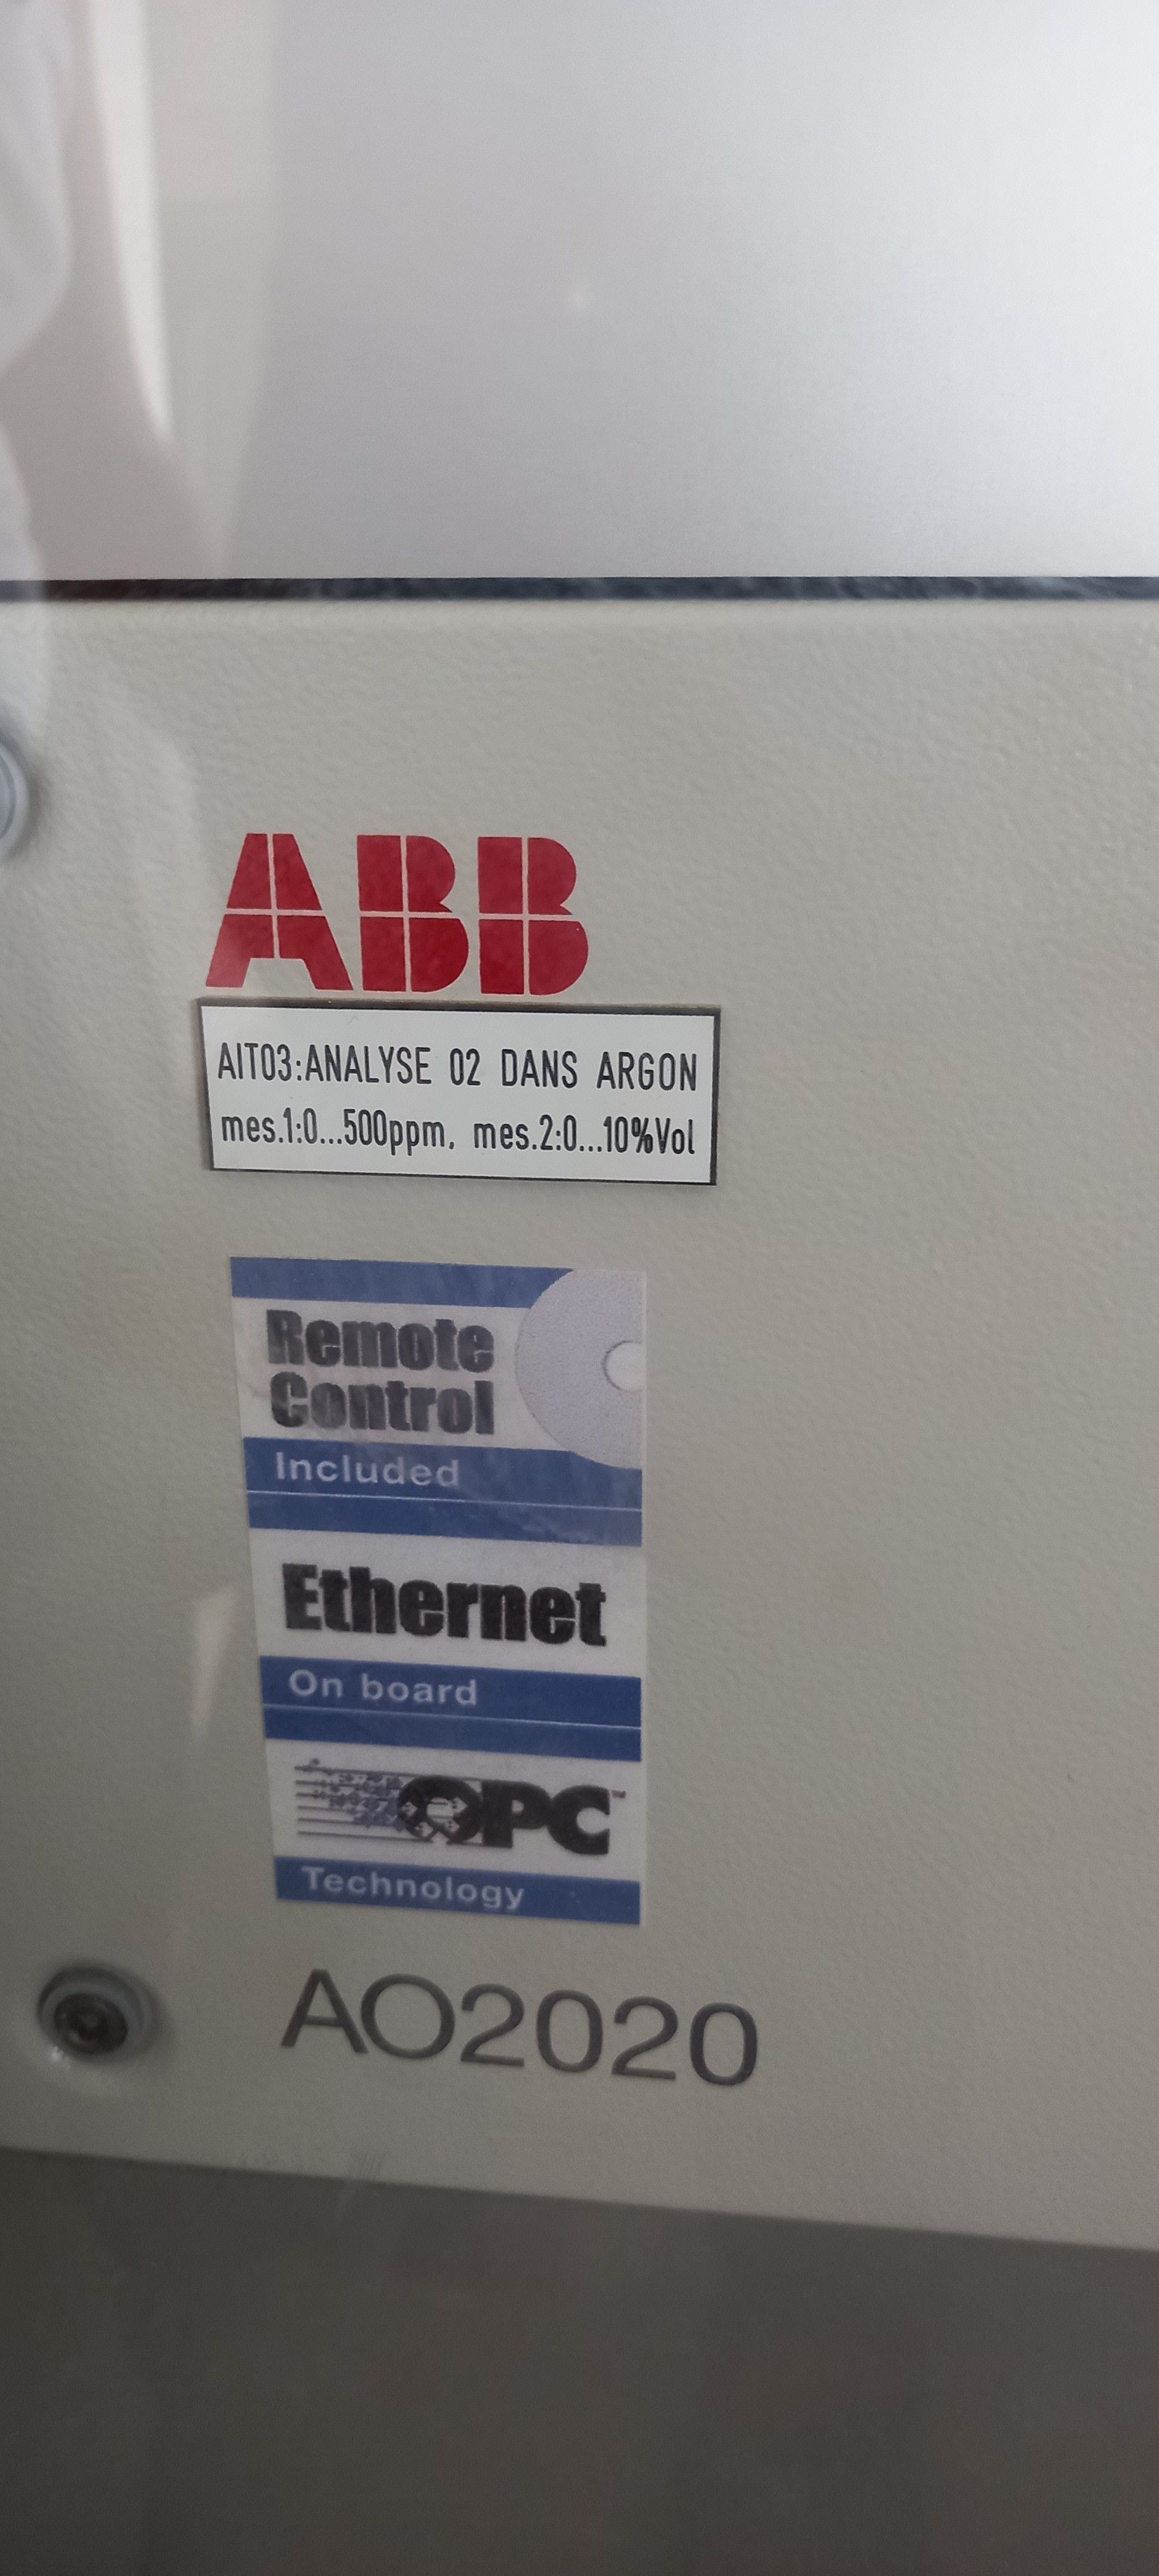 ABB
AIT03:ANALYSE 02 DANS ARGON
mes.1:0...500ppm, mes.2:0...10%Vol
Remote
Control
Included
Ethernet
On board
OPC™
Technology
AO2020